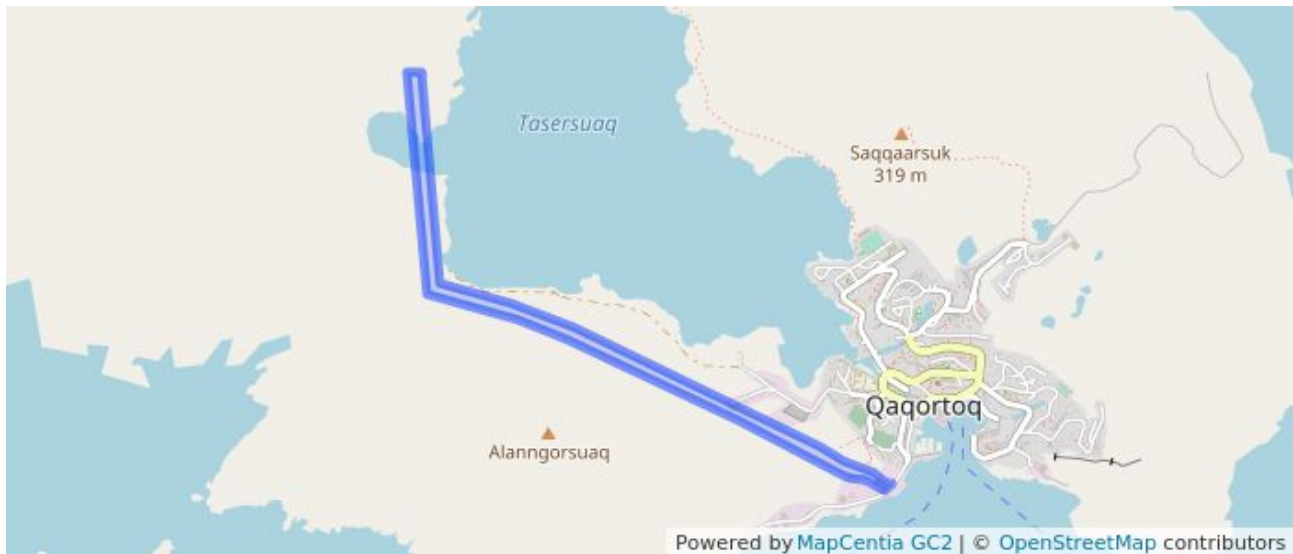 Tasersuaq
Saqqaarsuk
319 m
Qaqortoq
Alanngorsuaq
Powered by MapCentia GC2 | © OpenStreetMap contributors